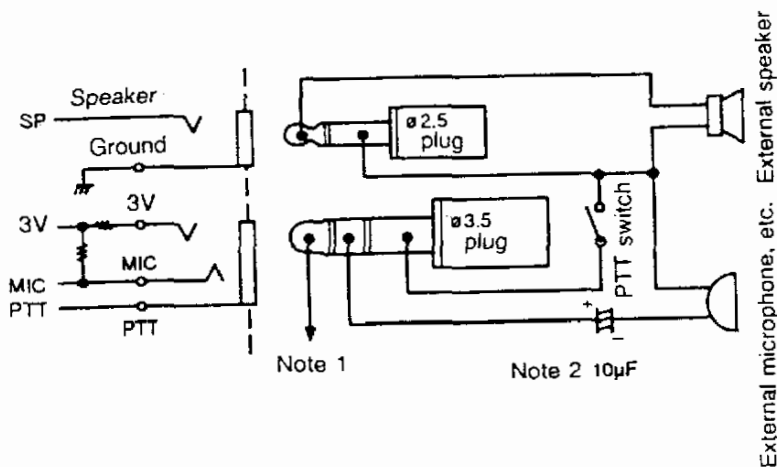 Speaker
SP
Ground
3V
3V
MIC
MIC
PTT
PTT
ø2.5
plug
ø3.5
plug
PTT switch
+
−
Note 1
Note 2 10µF
External speaker
External microphone, etc.